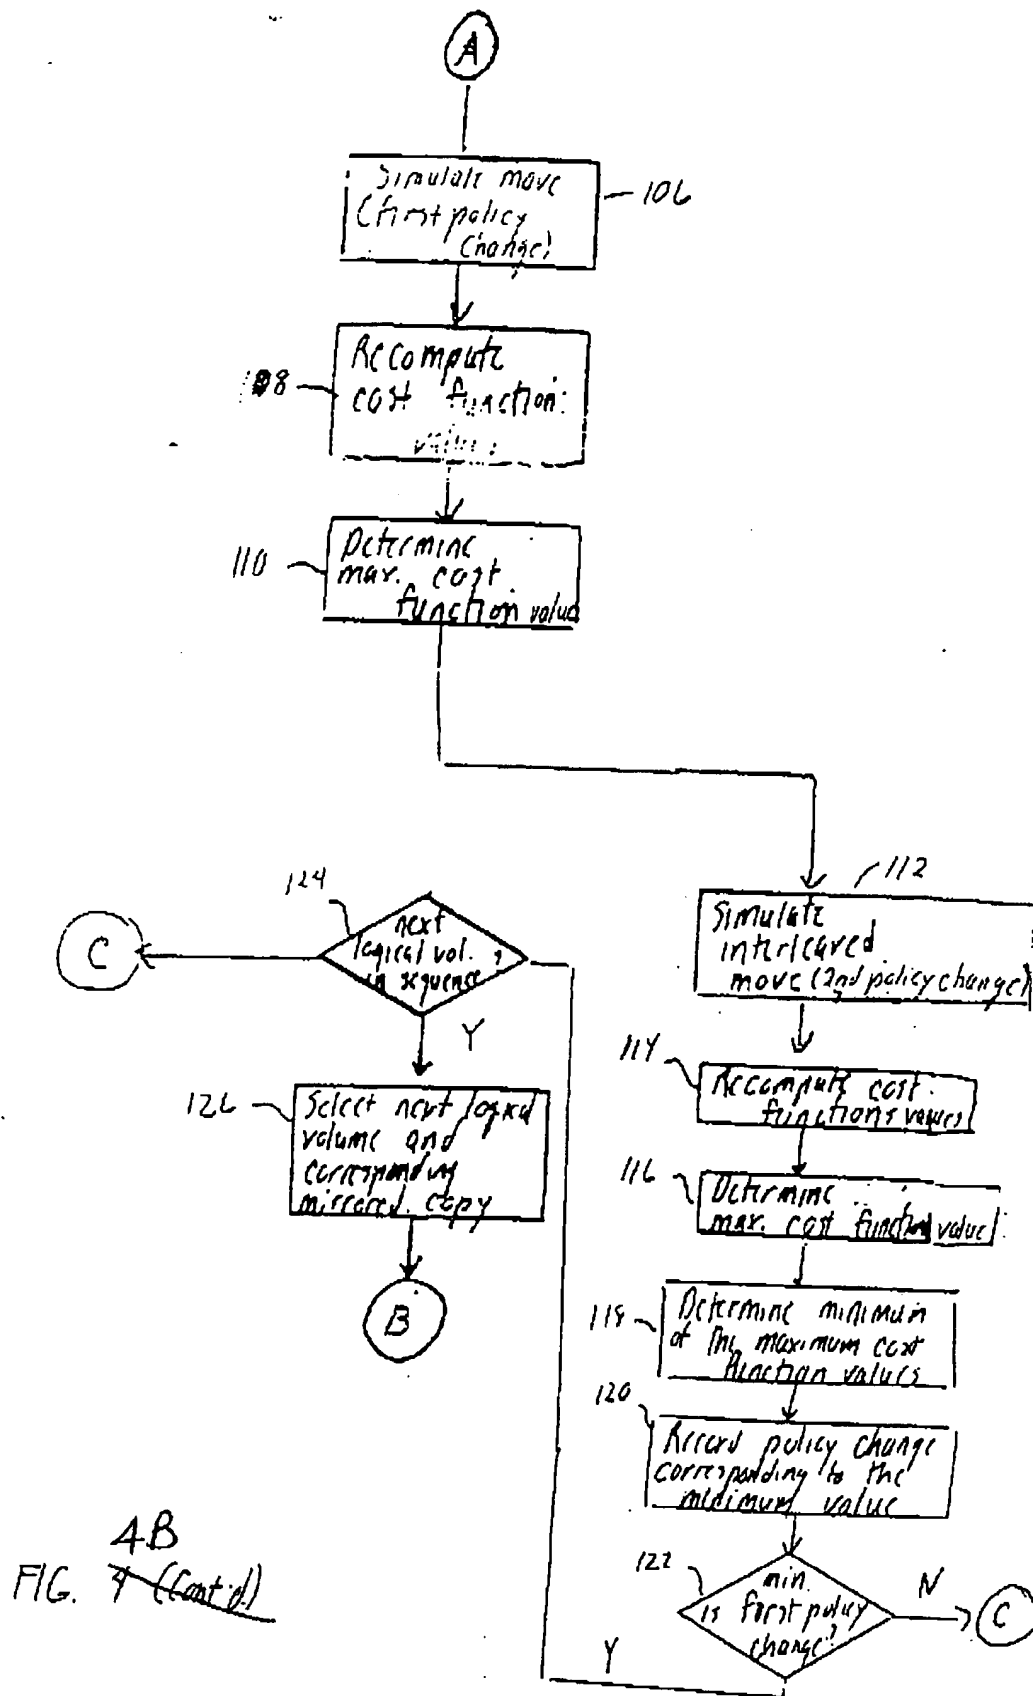 A
Simulate move
(first policy
change)
106
Recompute
cost function
values
108
Determine
max. cost
function value
110
112
Simulate
interleaved
move (2nd policy change)
114
Recompute cost
functions values
116
Determine
max. cost function value
118
Determine minimum
of the maximum cost
function values
120
Record policy change
corresponding to the
minimum value
122
min.
is first policy
change?
N
C
Y
124
next
logical vol.
in sequence?
C
Y
126
Select next logical
volume and
corresponding
mirrored copy
B
4B
FIG. 4 (Cont'd)